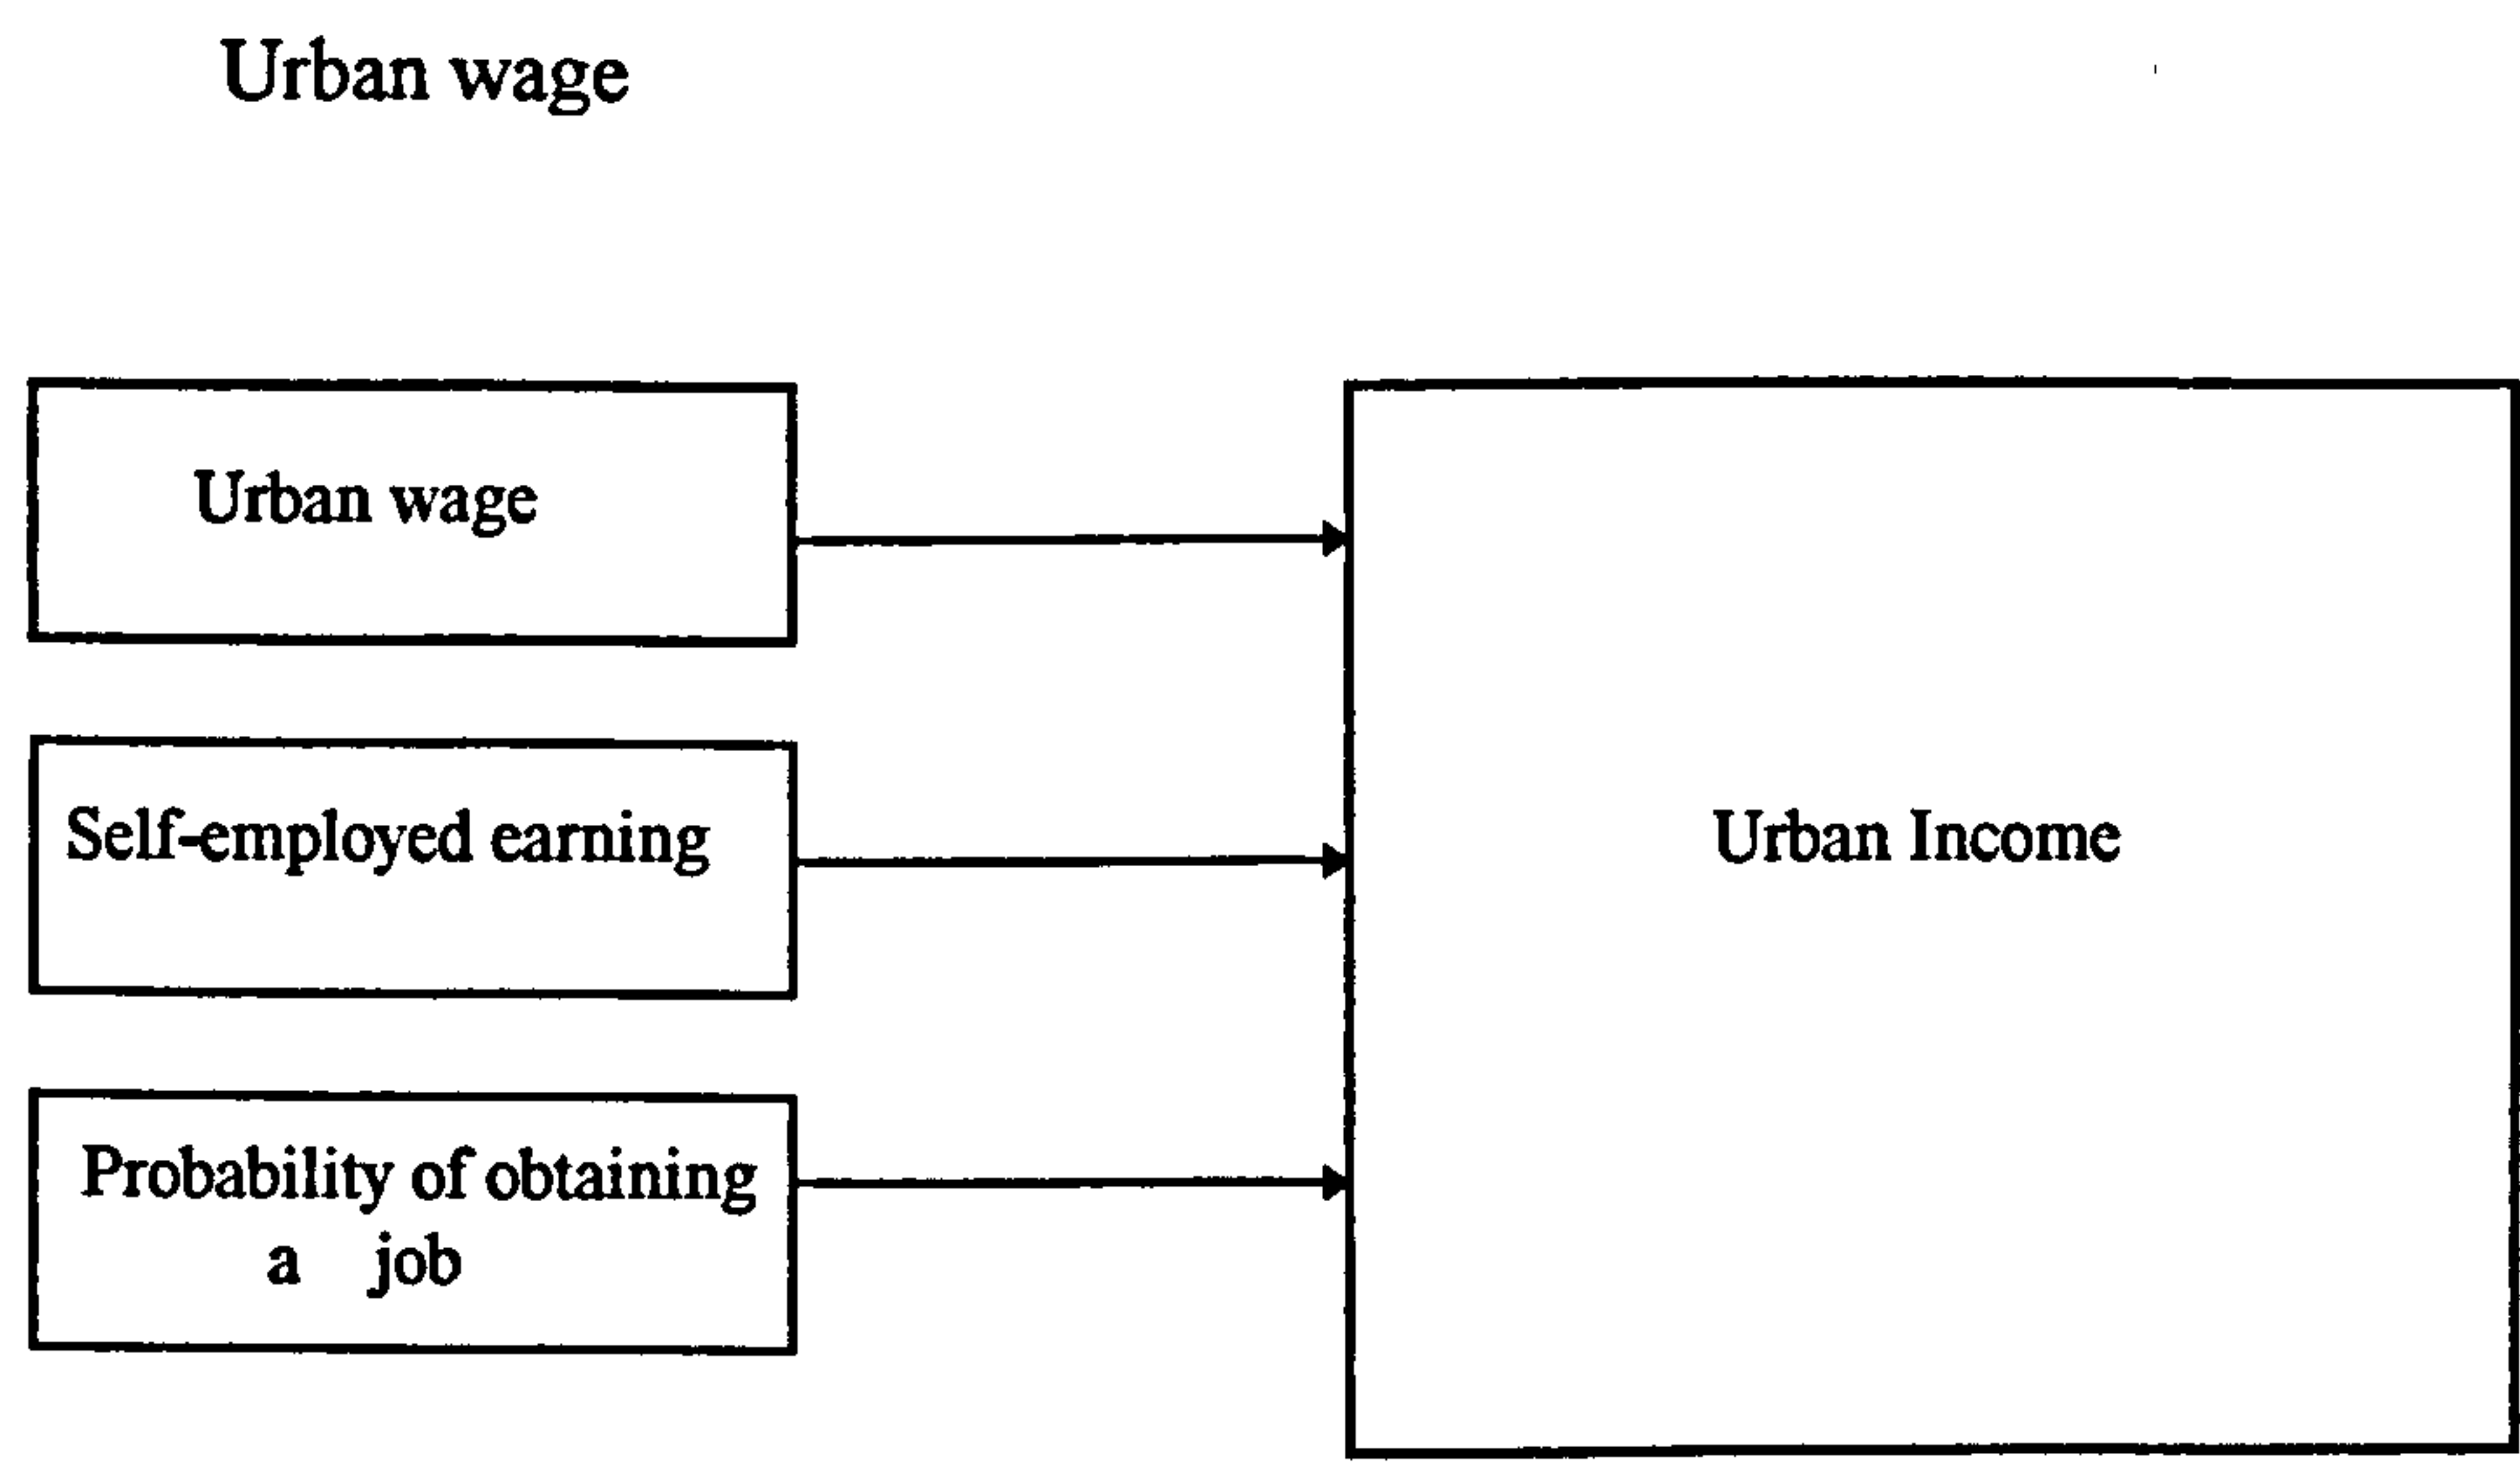 Urban wage
Urban wage
Self-employed earning
Urban Income
Probability of obtaining
a job